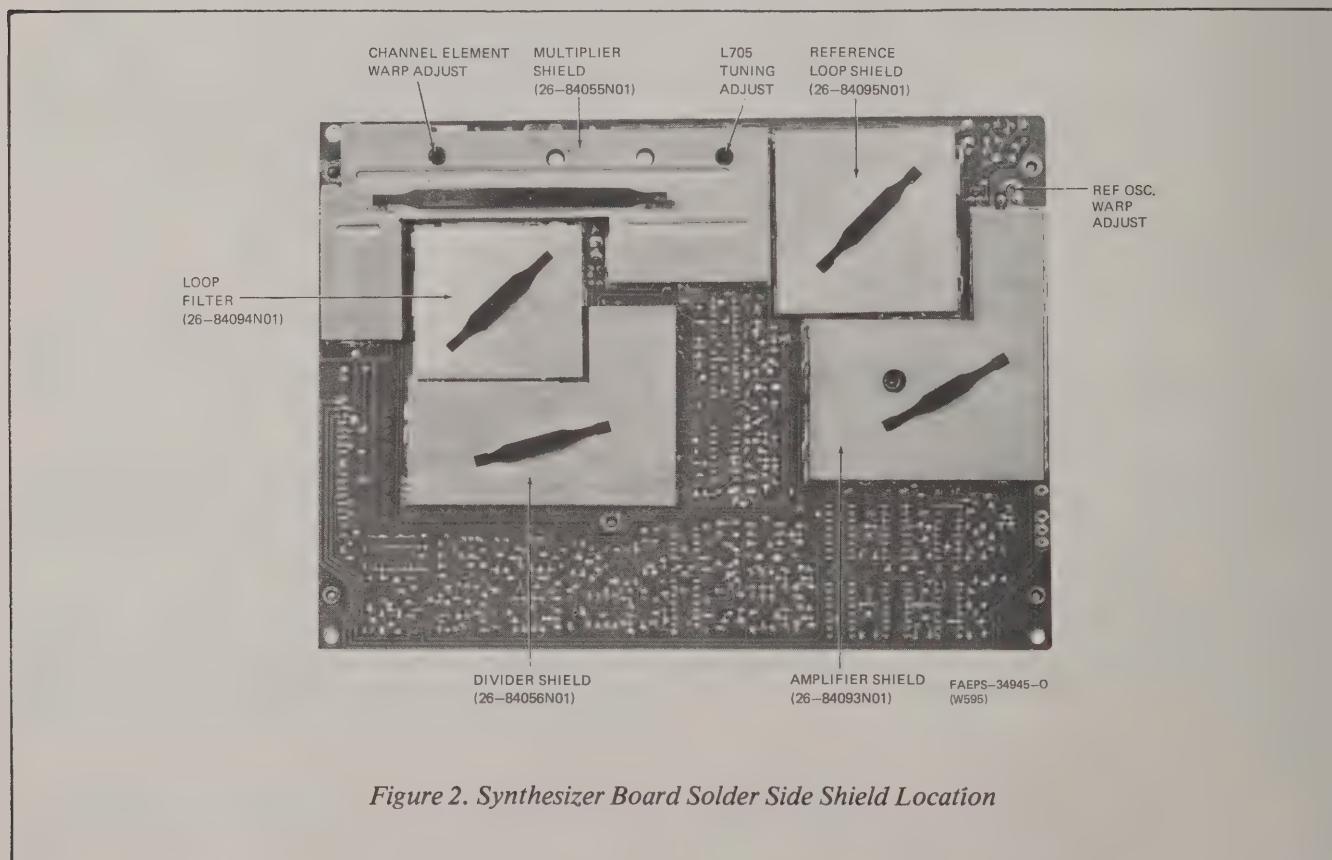 CHANNEL ELEMENT
WARP ADJUST
MULTIPLIER
SHIELD
(26–84055N01)
L705
TUNING
ADJUST
REFERENCE
LOOP SHIELD
(26–84095N01)
REF OSC.
WARP
ADJUST
LOOP
FILTER
(26–84094N01)
DIVIDER SHIELD
(26–84056N01)
AMPLIFIER SHIELD
(26–84093N01)
FAEPS–34945–O
(W595)
Figure 2. Synthesizer Board Solder Side Shield Location